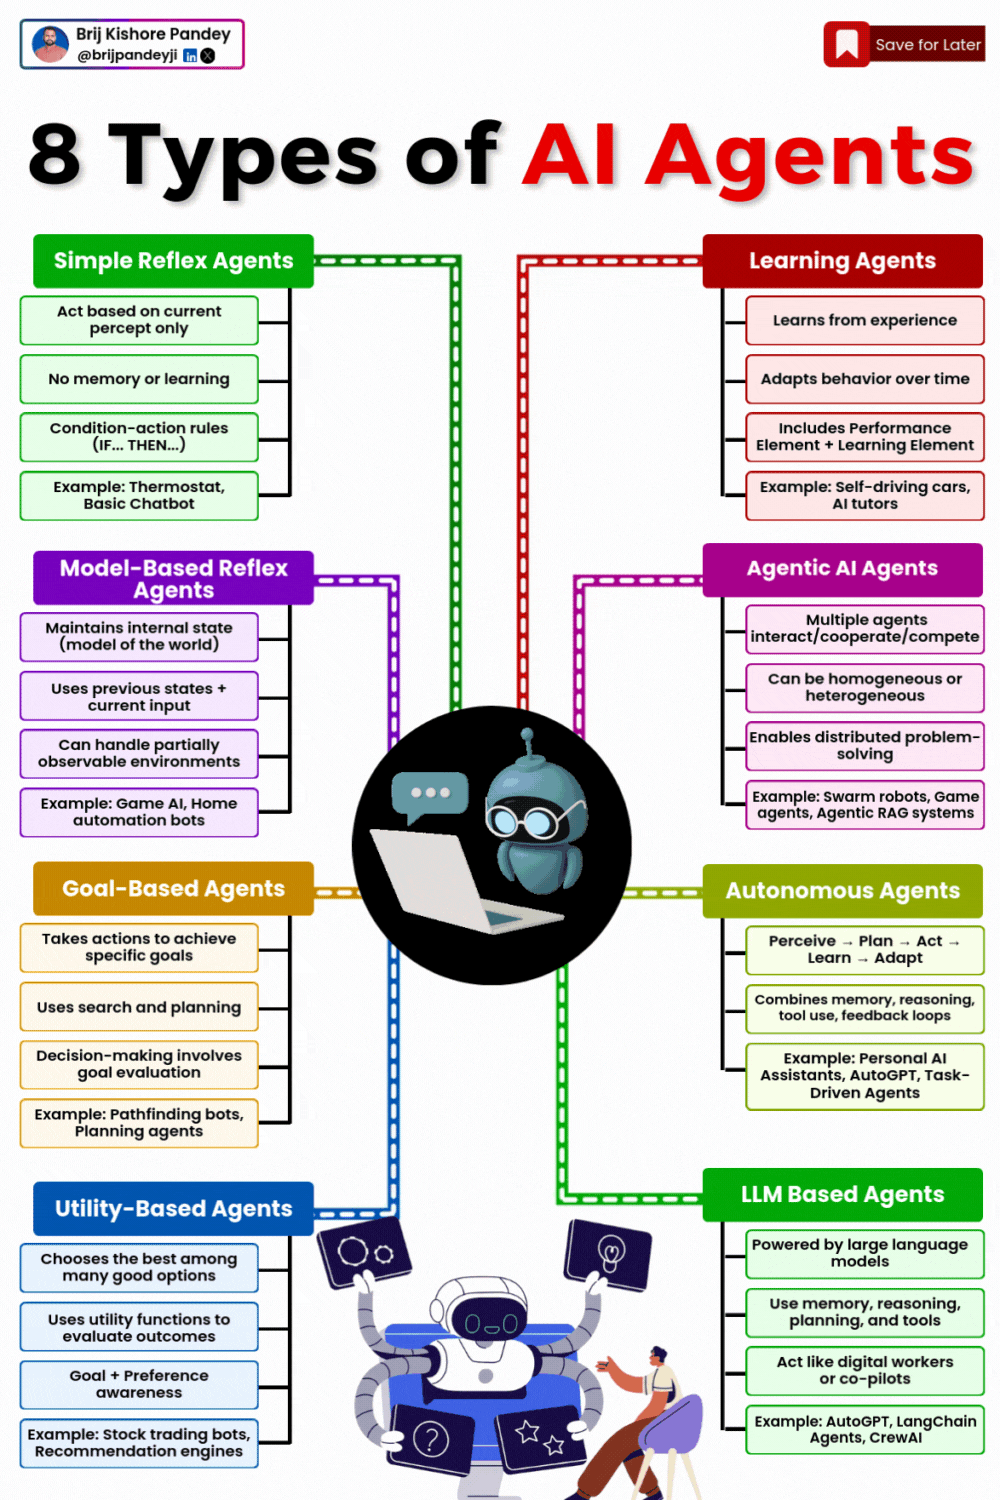 Brij Kishore Pandey
@brijpandeyji in X
Save for Later
8 Types of AI Agents
Simple Reflex Agents
Act based on current
percept only
No memory or learning
Condition-action rules
(IF... THEN...)
Example: Thermostat,
Basic Chatbot
Model-Based Reflex
Agents
Maintains internal state
(model of the world)
Uses previous states +
current input
Can handle partially
observable environments
Example: Game AI, Home
automation bots
Goal-Based Agents
Takes actions to achieve
specific goals
Uses search and planning
Decision-making involves
goal evaluation
Example: Pathfinding bots,
Planning agents
Utility-Based Agents
Chooses the best among
many good options
Uses utility functions to
evaluate outcomes
Goal + Preference
awareness
Example: Stock trading bots,
Recommendation engines
Learning Agents
Learns from experience
Adapts behavior over time
Includes Performance
Element + Learning Element
Example: Self-driving cars,
AI tutors
Agentic AI Agents
Multiple agents
interact/cooperate/compete
Can be homogeneous or
heterogeneous
Enables distributed problem-
solving
Example: Swarm robots, Game
agents, Agentic RAG systems
Autonomous Agents
Perceive → Plan → Act →
Learn → Adapt
Combines memory, reasoning,
tool use, feedback loops
Example: Personal AI
Assistants, AutoGPT, Task-
Driven Agents
LLM Based Agents
Powered by large language
models
Use memory, reasoning,
planning, and tools
Act like digital workers
or co-pilots
Example: AutoGPT, LangChain
Agents, CrewAI
?